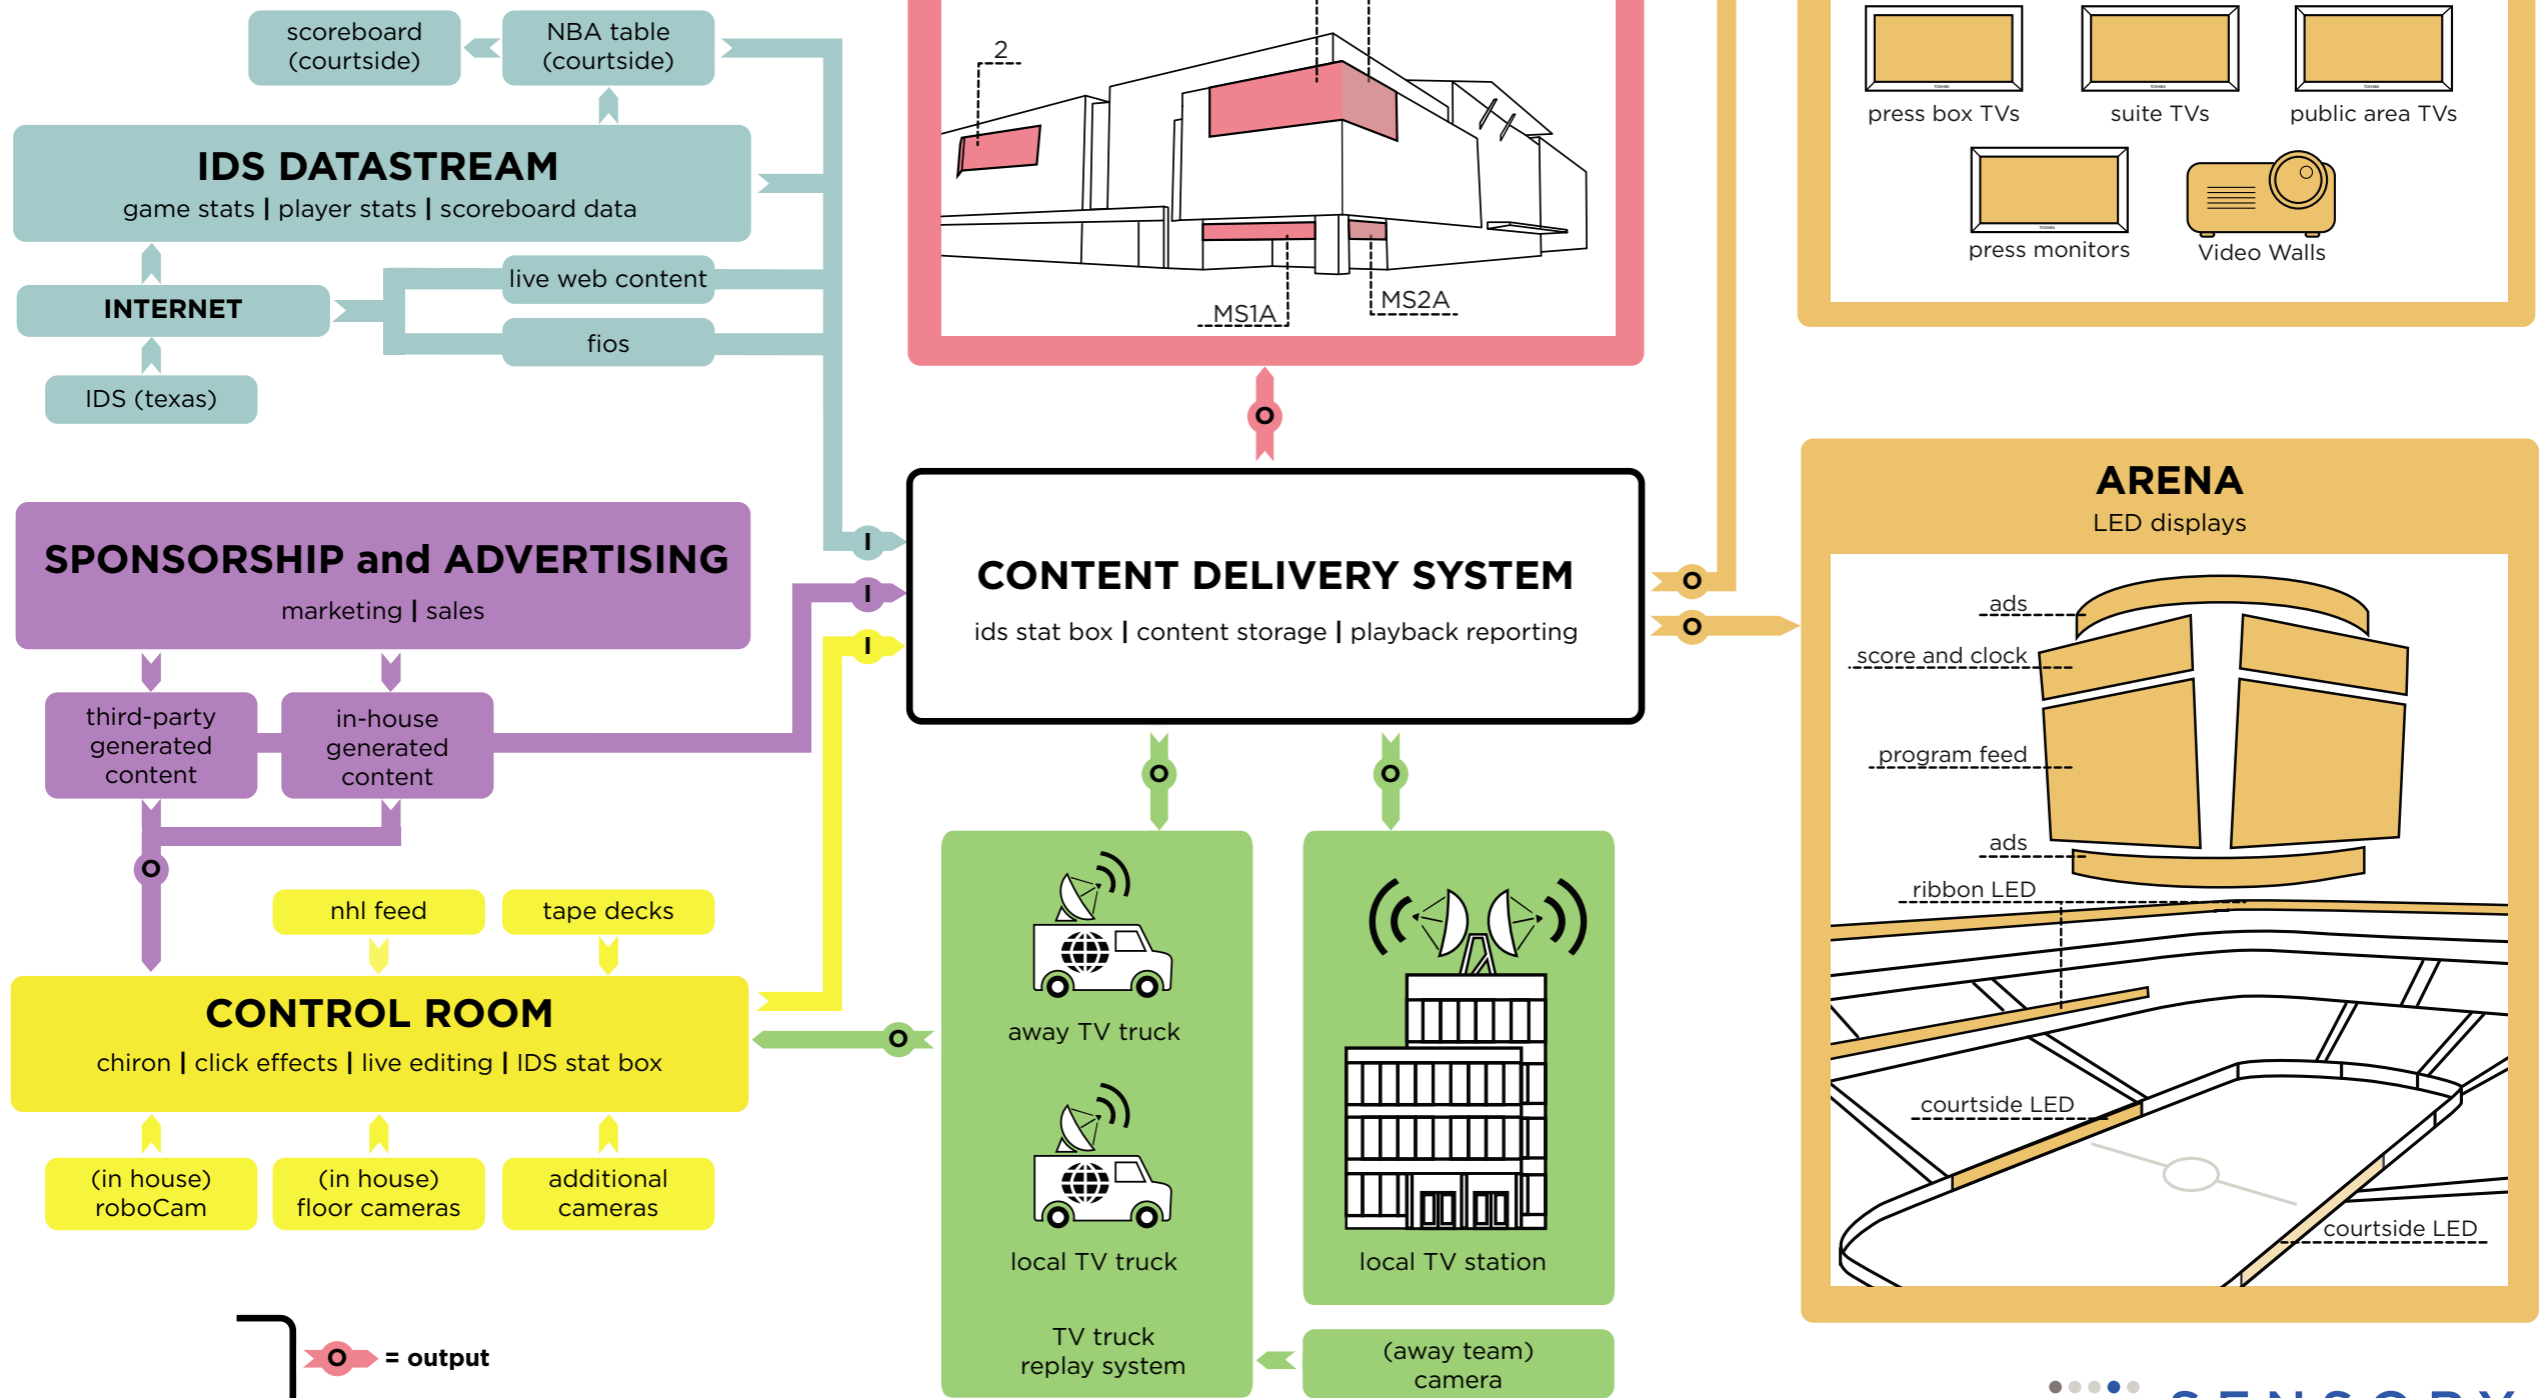 scoreboard
(courtside)
NBA table
(courtside)
IDS DATASTREAM
game stats | player stats | scoreboard data
live web content
INTERNET
fios
IDS (texas)
2
MS1A
MS2A
press box TVs
suite TVs
public area TVs
press monitors
Video Walls
SPONSORSHIP and ADVERTISING
marketing | sales
third-party
generated
content
in-house
generated
content
I
I
I
O
CONTENT DELIVERY SYSTEM
ids stat box | content storage | playback reporting
O
O
O
O
O
nhl feed
tape decks
CONTROL ROOM
chiron | click effects | live editing | IDS stat box
O
(in house)
roboCam
(in house)
floor cameras
additional
cameras
away TV truck
local TV truck
TV truck
replay system
local TV station
(away team)
camera
ARENA
LED displays
ads
score and clock
program feed
ads
ribbon LED
courtside LED
courtside LED
O = output
SENSORY